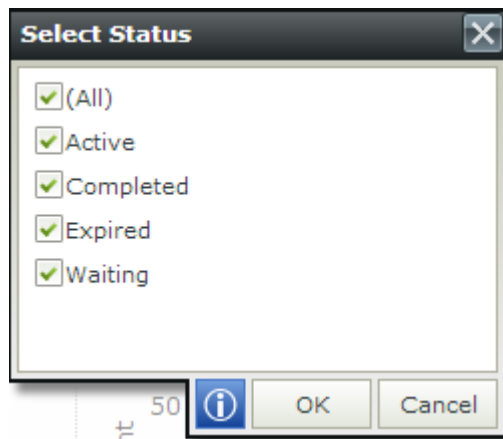 Select Status
(All)
Active
Completed
Expired
Waiting
50
OK
Cancel